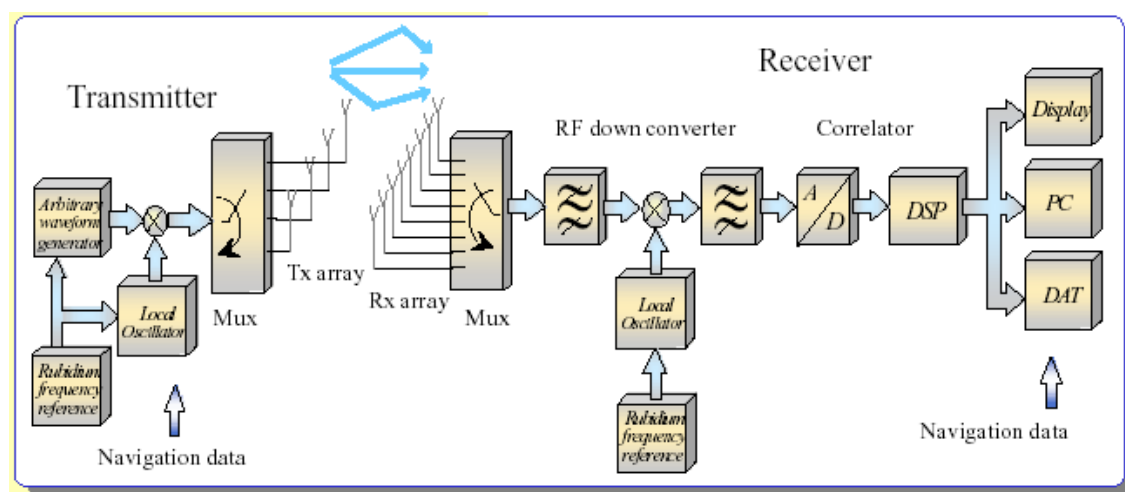 Transmitter
Receiver
RF down converter
Correlator
Arbitrary
waveform
generator
Local
Oscillator
Rubidium
frequency
reference
Navigation data
Mux
Tx array
Rx array
Mux
Local
Oscillator
Rubidium
frequency
reference
A
D
DSP
Display
PC
DAT
Navigation data